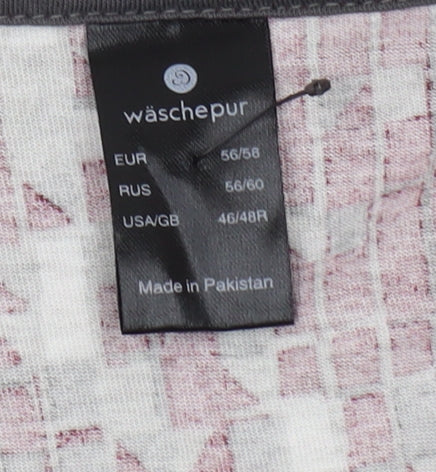 wäschepur
EUR 56/58
RUS 56/60
USA/GB 46/48R
Made in Pakistan